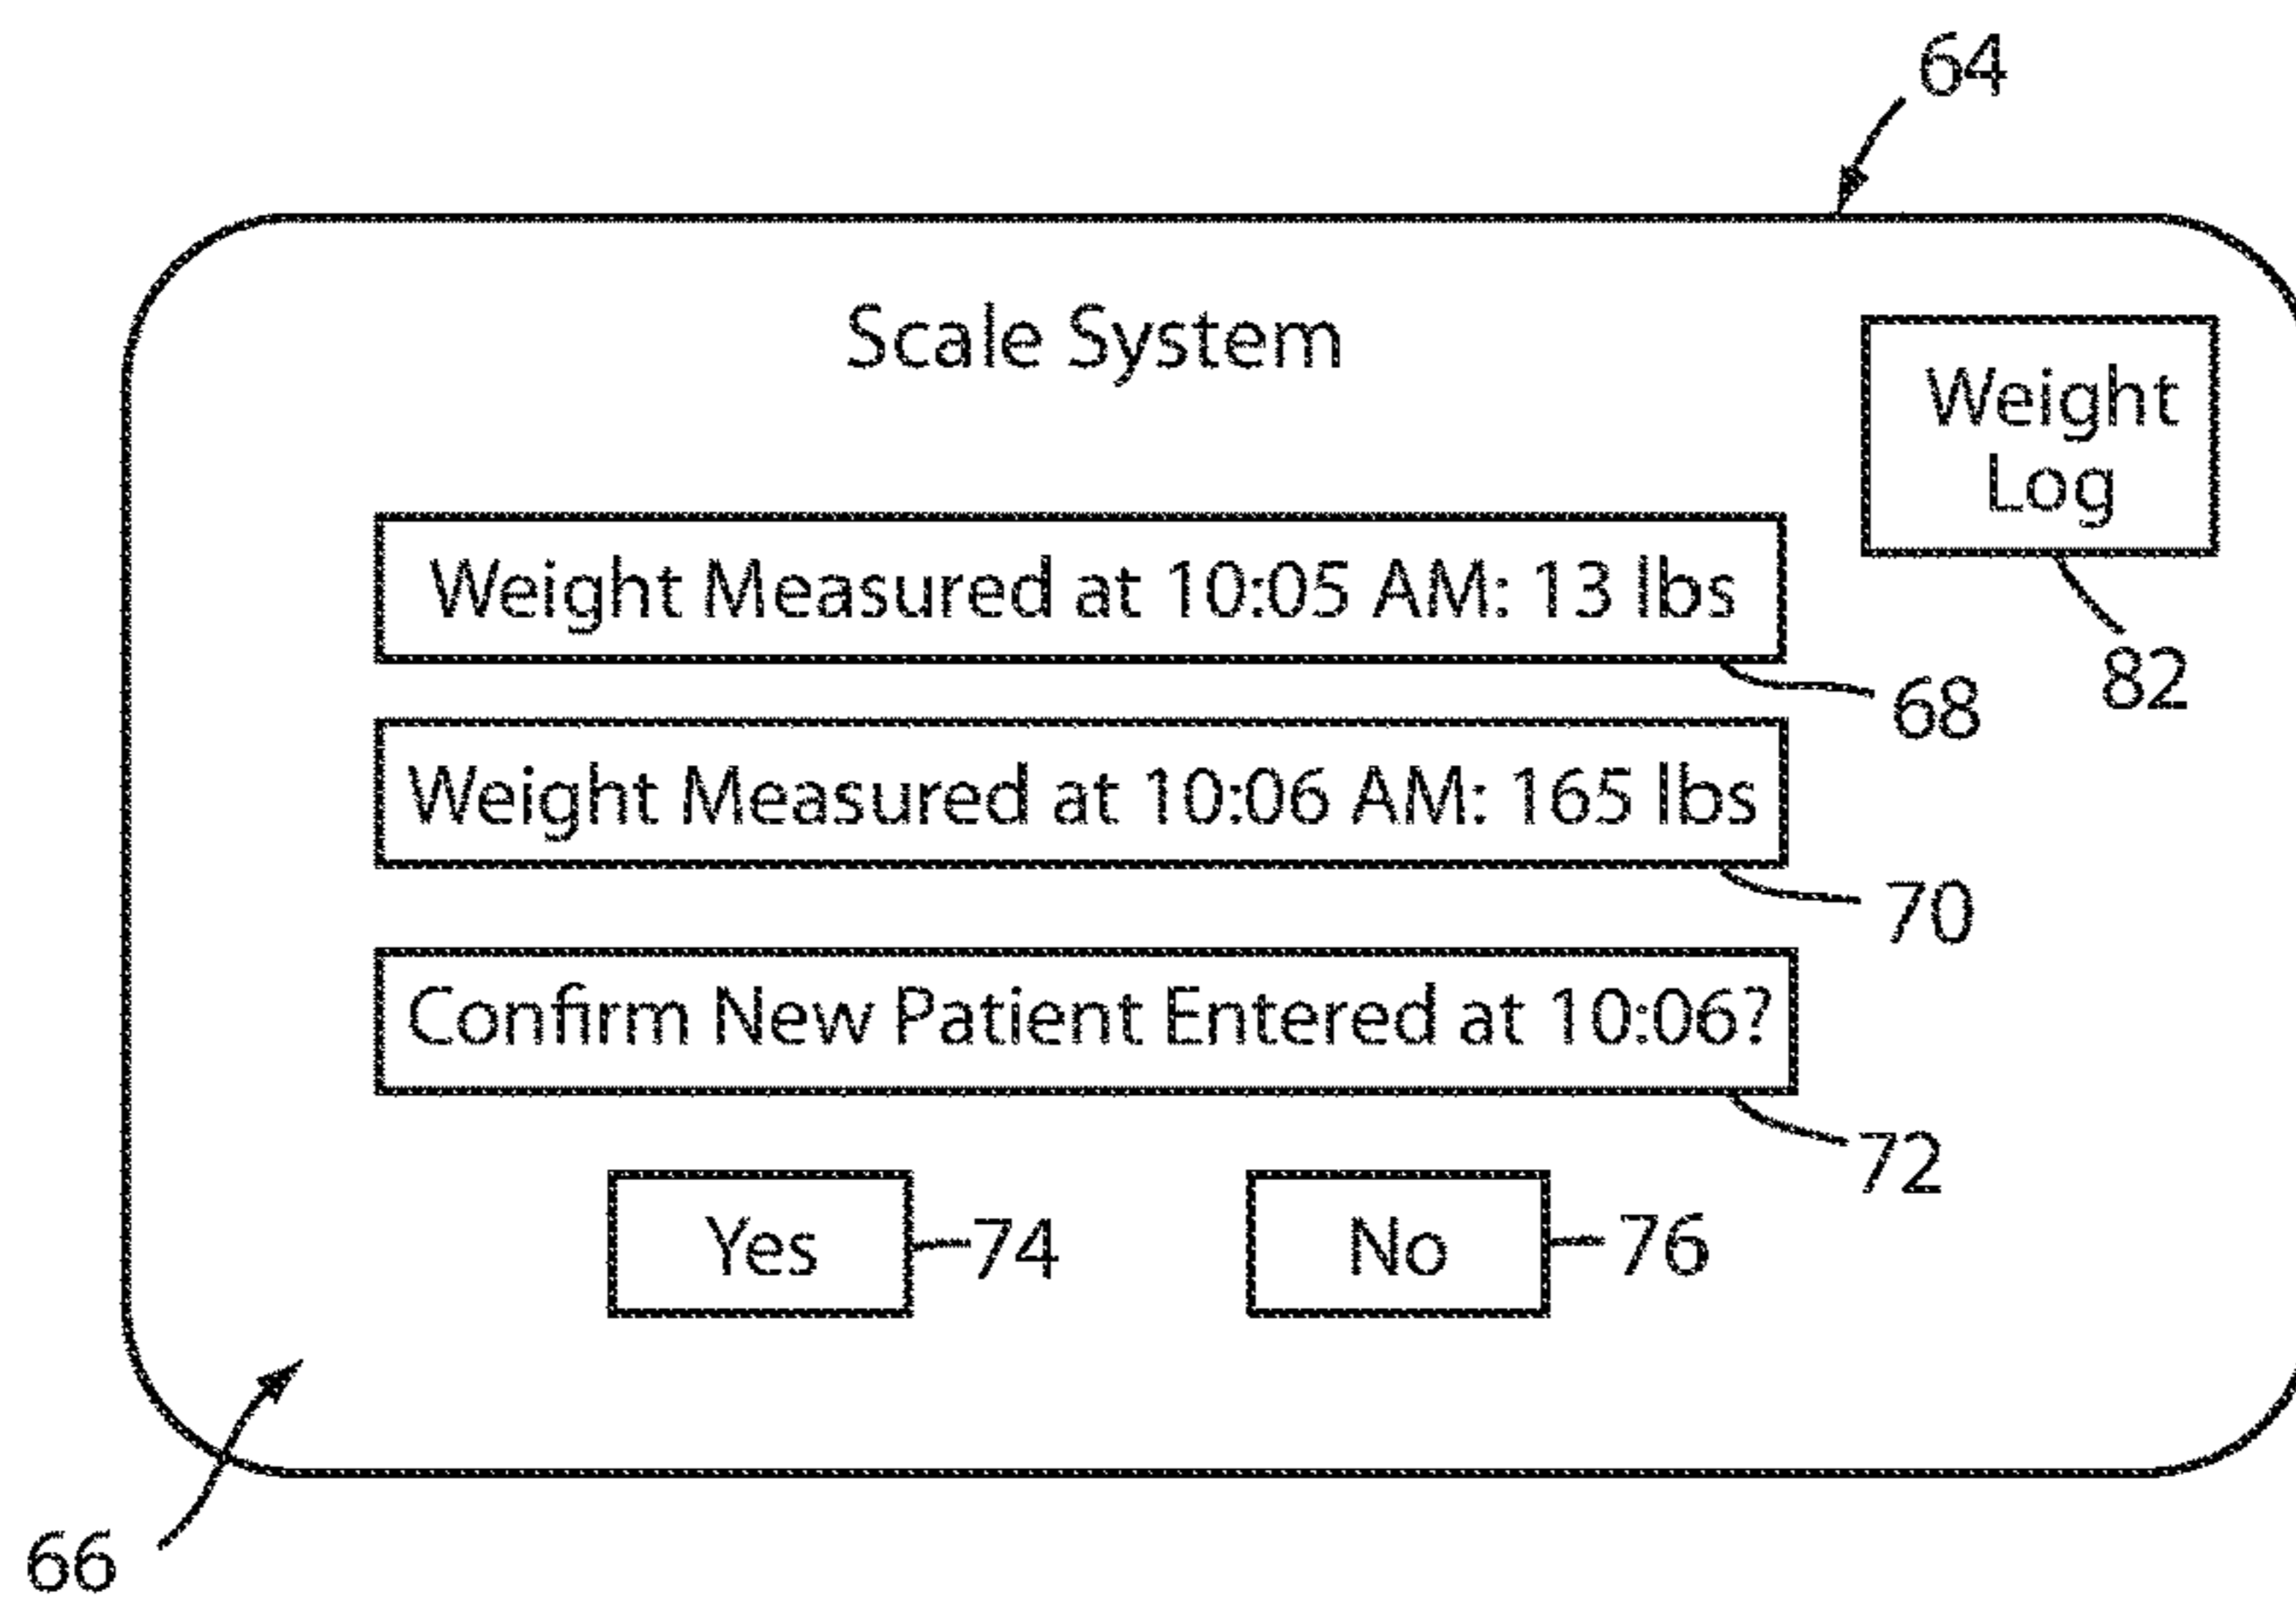 64
Scale System
Weight
Log
82
Weight Measured at 10:05 AM: 13 lbs
68
Weight Measured at 10:06 AM: 165 lbs
70
Confirm New Patient Entered at 10:06?
72
Yes
74
No
76
66